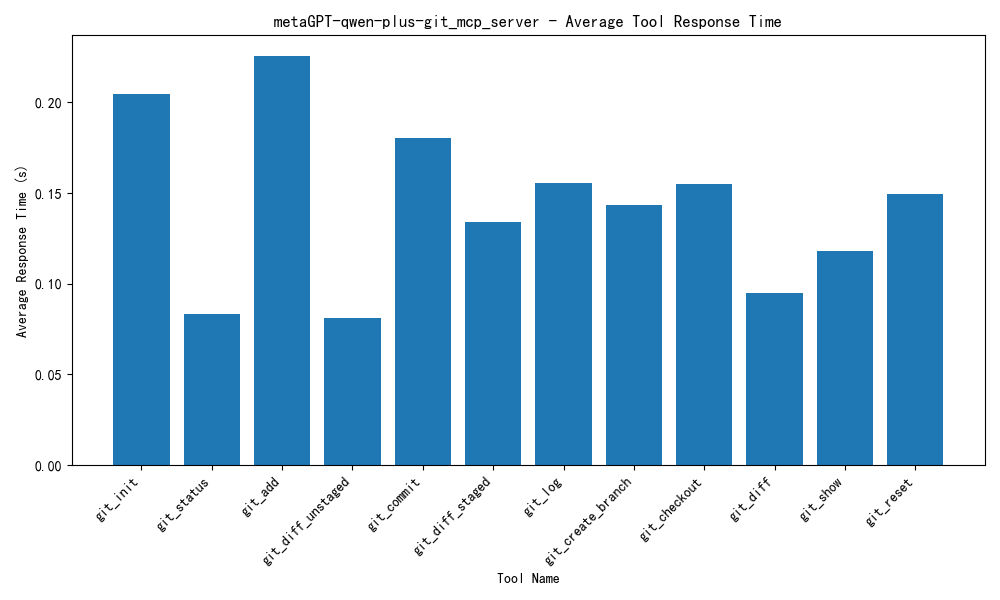 metaGPT-qwen-plus-git_mcp_server - Average Tool Response Time
Average Response Time (s)
0.20
0.15
0.10
0.05
0.00
git_init
git_status
git_add
git_diff_unstaged
git_commit
git_diff_staged
git_log
git_create_branch
git_checkout
git_diff
git_show
git_reset
Tool Name